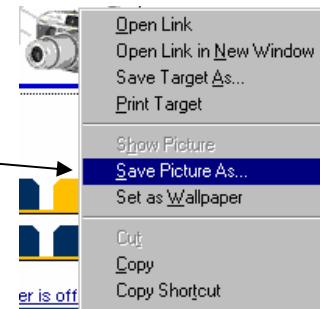 Open Link
Open Link in New Window
Save Target As...
Print Target
Show Picture
Save Picture As...
Set as Wallpaper
Cut
Copy
Copy Shortcut
er is off